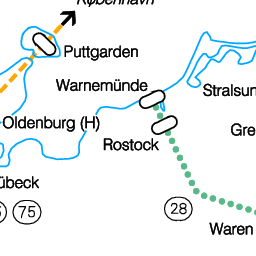 København
Puttgarden
Warnemünde
Stralsun
Oldenburg (H)
Gre
Rostock
übeck
75
28
Waren